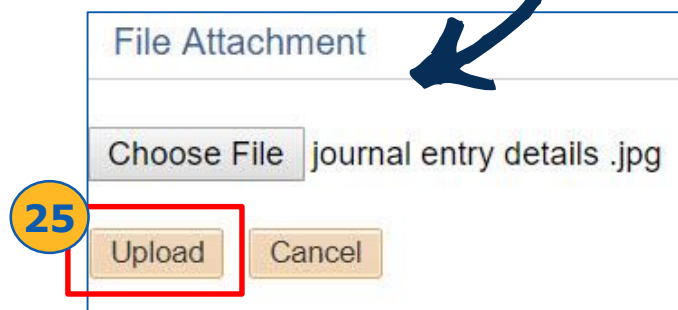 File Attachment
Choose File journal entry details .jpg
25
Upload Cancel